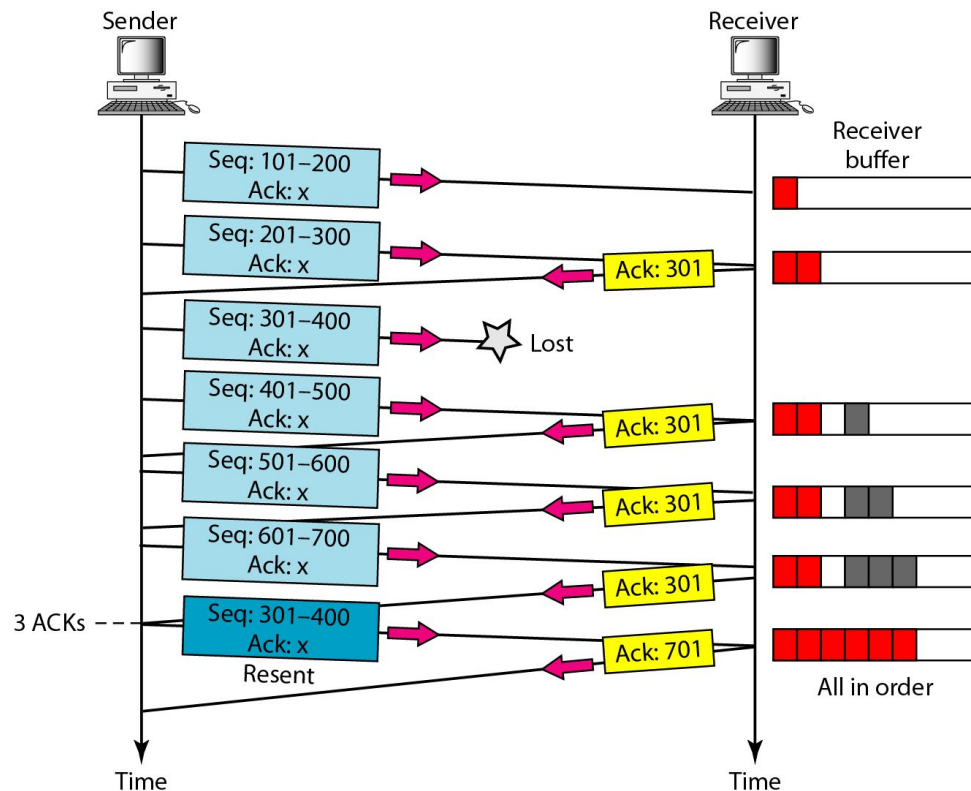 Sender
Receiver
Receiver
buffer
Seq: 101–200
Ack: x
Seq: 201–300
Ack: x
Ack: 301
Seq: 301–400
Ack: x
Lost
Seq: 401–500
Ack: x
Ack: 301
Seq: 501–600
Ack: x
Ack: 301
Seq: 601–700
Ack: x
Ack: 301
3 ACKs
Seq: 301–400
Ack: x
Resent
Ack: 701
All in order
Time
Time